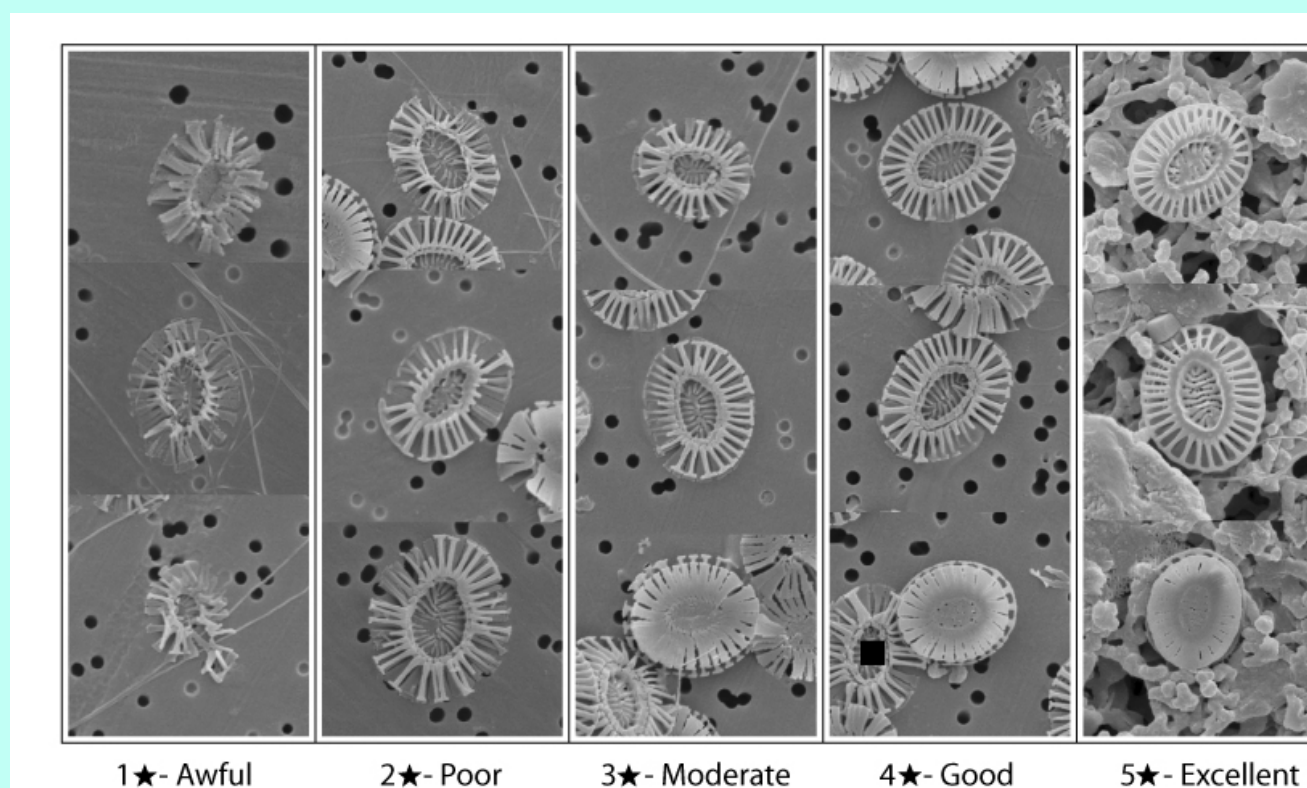 1★- Awful
2★- Poor
3★- Moderate
4★- Good
5★- Excellent